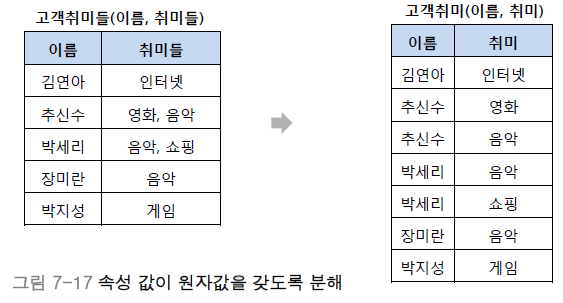 고객취미들(이름, 취미들)
이름 취미들
김연아 인터넷
추신수 영화, 음악
박세리 음악, 쇼핑
장미란 음악
박지성 게임
고객취미(이름, 취미)
이름 취미
김연아 인터넷
추신수 영화
추신수 음악
박세리 음악
박세리 쇼핑
장미란 음악
박지성 게임
그림 7-17 속성 값이 원자값을 갖도록 분해